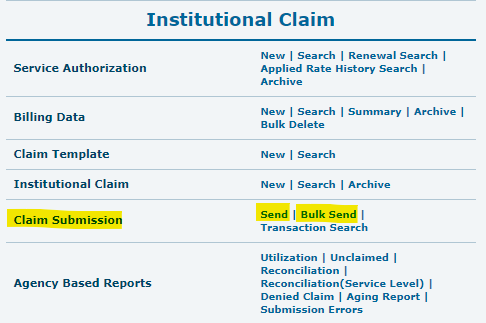 Institutional Claim
Service Authorization
New | Search | Renewal Search |
Applied Rate History Search |
Archive
Billing Data
New | Search | Summary | Archive |
Bulk Delete
Claim Template
New | Search
Institutional Claim
New | Search | Archive
Claim Submission
Send | Bulk Send |
Transaction Search
Agency Based Reports
Utilization | Unclaimed |
Reconciliation |
Reconciliation(Service Level) |
Denied Claim | Aging Report |
Submission Errors